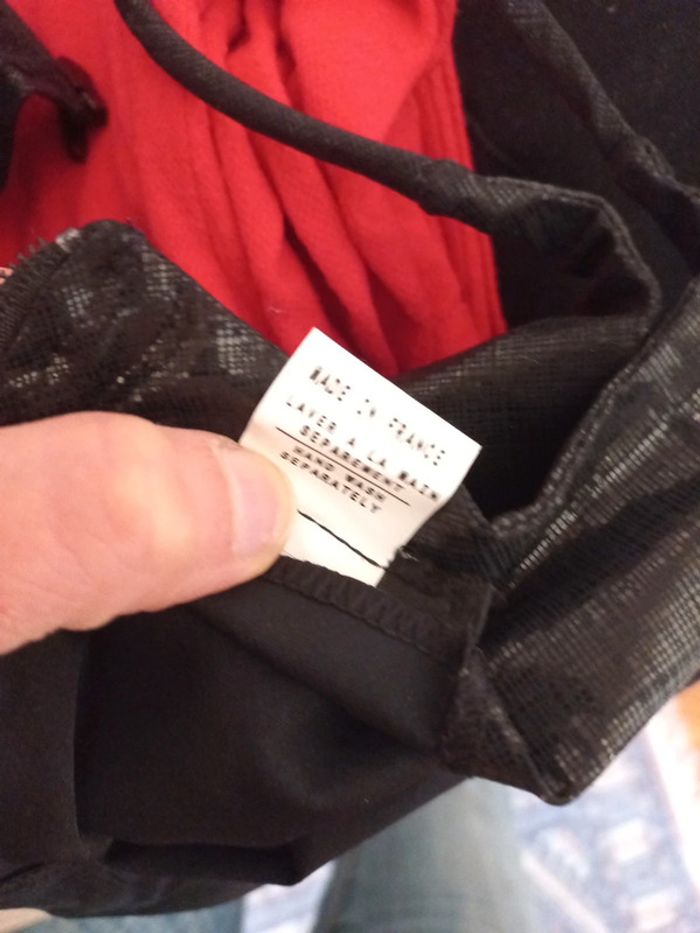 MADE IN FRANCE
LAVER A LA MAIN
SEPAREMENT
HAND WASH
SEPARATELY